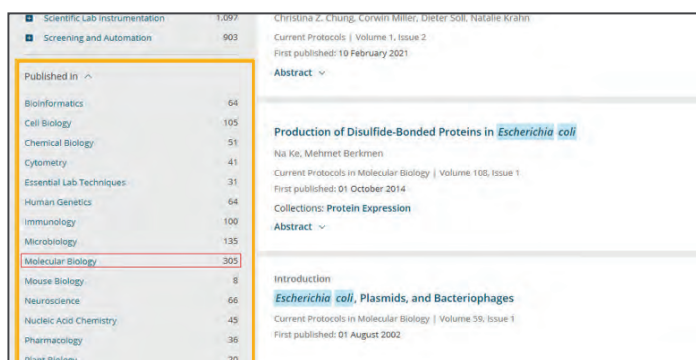 Scientific Lab Instrumentation 1,097
Screening and Automation 903
Published in
Bioinformatics 64
Cell Biology 105
Chemical Biology 51
Cytometry 41
Essential Lab Techniques 31
Human Genetics 64
Immunology 100
Microbiology 135
Molecular Biology 305
Mouse Biology 8
Neuroscience 66
Nucleic Acid Chemistry 45
Pharmacology 36
Plant Biology 20
Christina Z. Chung, Corwin Miller, Dieter Söll, Natalie Krahn
Current Protocols | Volume 1, Issue 2
First published: 10 February 2021
Abstract
Production of Disulfide-Bonded Proteins in Escherichia coli
Na Ke, Mehmet Berkmen
Current Protocols in Molecular Biology | Volume 108, Issue 1
First published: 01 October 2014
Collections: Protein Expression
Abstract
Introduction
Escherichia coli, Plasmids, and Bacteriophages
Current Protocols in Molecular Biology | Volume 59, Issue 1
First published: 01 August 2002